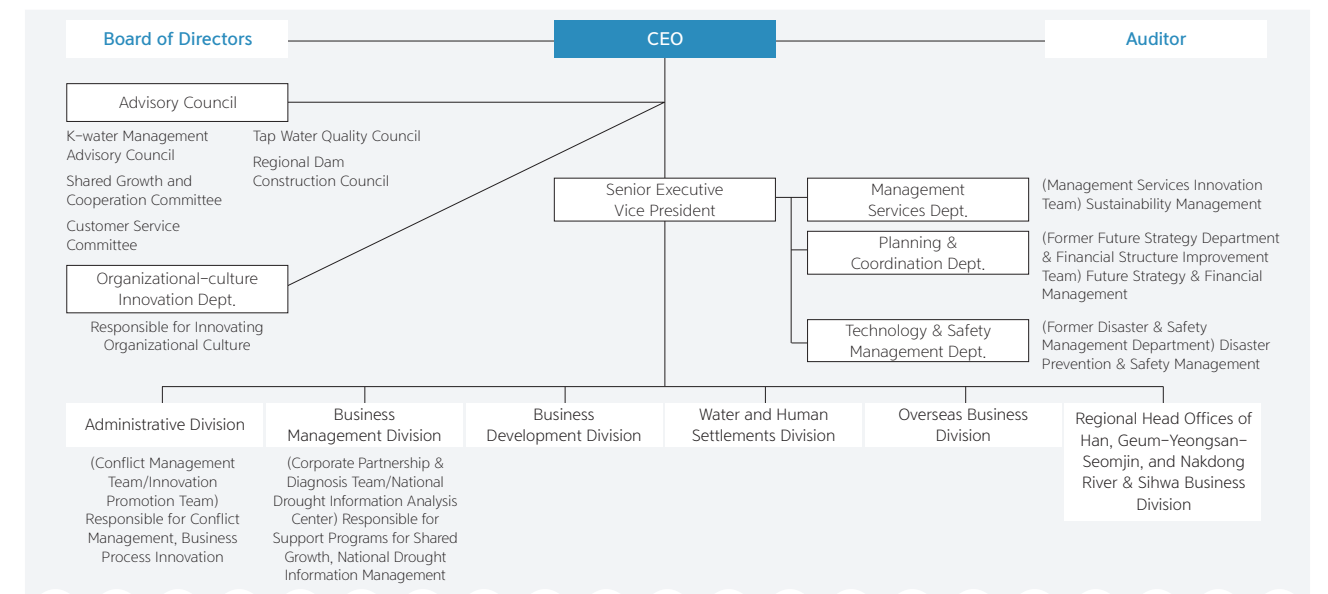 Board of Directors
CEO
Auditor
Advisory Council
K-water Management
Advisory Council
Shared Growth and
Cooperation Committee
Customer Service
Committee
Tap Water Quality Council
Regional Dam
Construction Council
Organizational-culture
Innovation Dept.
Responsible for Innovating
Organizational Culture
Senior Executive
Vice President
Management
Services Dept.
(Management Services Innovation
Team) Sustainability Management
Planning &
Coordination Dept.
(Former Future Strategy Department
& Financial Structure Improvement
Team) Future Strategy & Financial
Management
Technology & Safety
Management Dept.
(Former Disaster & Safety
Management Department) Disaster
Prevention & Safety Management
Administrative Division
(Conflict Management
Team/Innovation
Promotion Team)
Responsible for Conflict
Management, Business
Process Innovation
Business
Management Division
(Corporate Partnership &
Diagnosis Team/National
Drought Information Analysis
Center) Responsible for
Support Programs for Shared
Growth, National Drought
Information Management
Business
Development Division
Water and Human
Settlements Division
Overseas Business
Division
Regional Head Offices of
Han, Geum-Yeongsan-
Seomjin, and Nakdong
River & Sihwa Business
Division